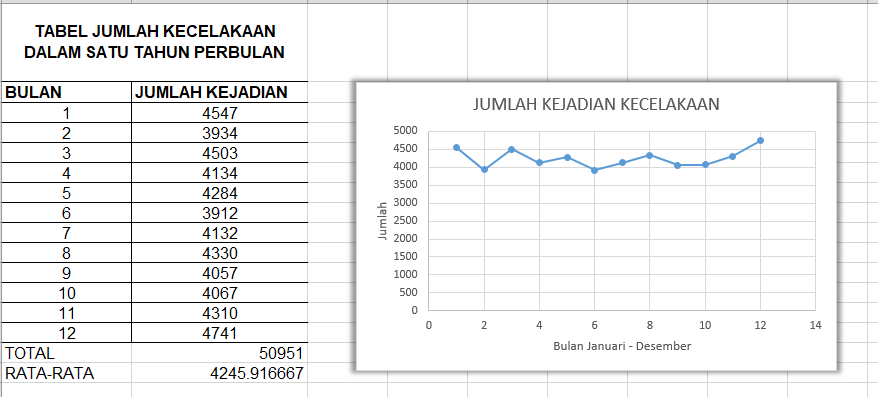 TABEL JUMLAH KECELAKAAN
DALAM SATU TAHUN PERBULAN
BULAN JUMLAH KEJADIAN
1 4547
2 3934
3 4503
4 4134
5 4284
6 3912
7 4132
8 4330
9 4057
10 4067
11 4310
12 4741
TOTAL 50951
RATA-RATA 4245.916667
JUMLAH KEJADIAN KECELAKAAN
5000
4500
4000
3500
3000
2500
2000
1500
1000
500
0
Jumlah
0 2 4 6 8 10 12 14
Bulan Januari - Desember